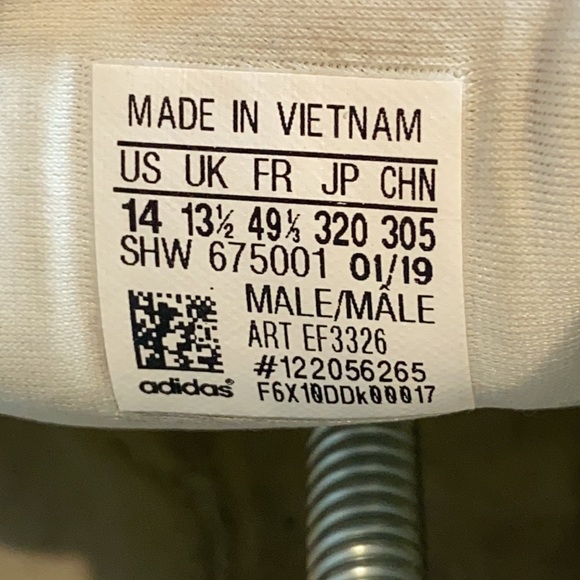 MADE IN VIETNAM
US UK FR JP CHN
14 13½ 49⅓ 320 305
SHW 675001 01/19
MALE/MÂLE
ART EF3326
#122056265
adidas® F6X10DDk00017